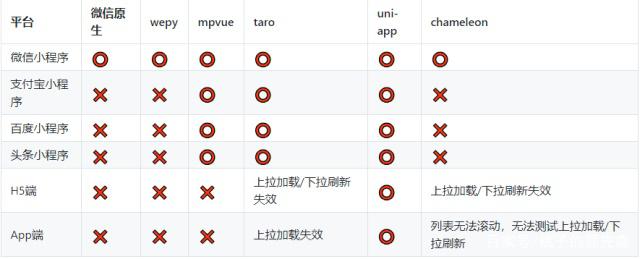 平台 微信原生 wepy mpvue taro uni-app chameleon
微信小程序 ⭕ ⭕ ⭕ ⭕ ⭕ ⭕
支付宝小程序 ❌ ❌ ⭕ ⭕ ⭕ ❌
百度小程序 ❌ ❌ ⭕ ⭕ ⭕ ❌
头条小程序 ❌ ❌ ⭕ ⭕ ⭕ ❌
H5端 ❌ ❌ ❌ 上拉加载/下拉刷新失效 ⭕ 上拉加载/下拉刷新失效
App端 ❌ ❌ ❌ 上拉加载失效 ⭕ 列表无法滚动，无法测试上拉加载/下拉刷新